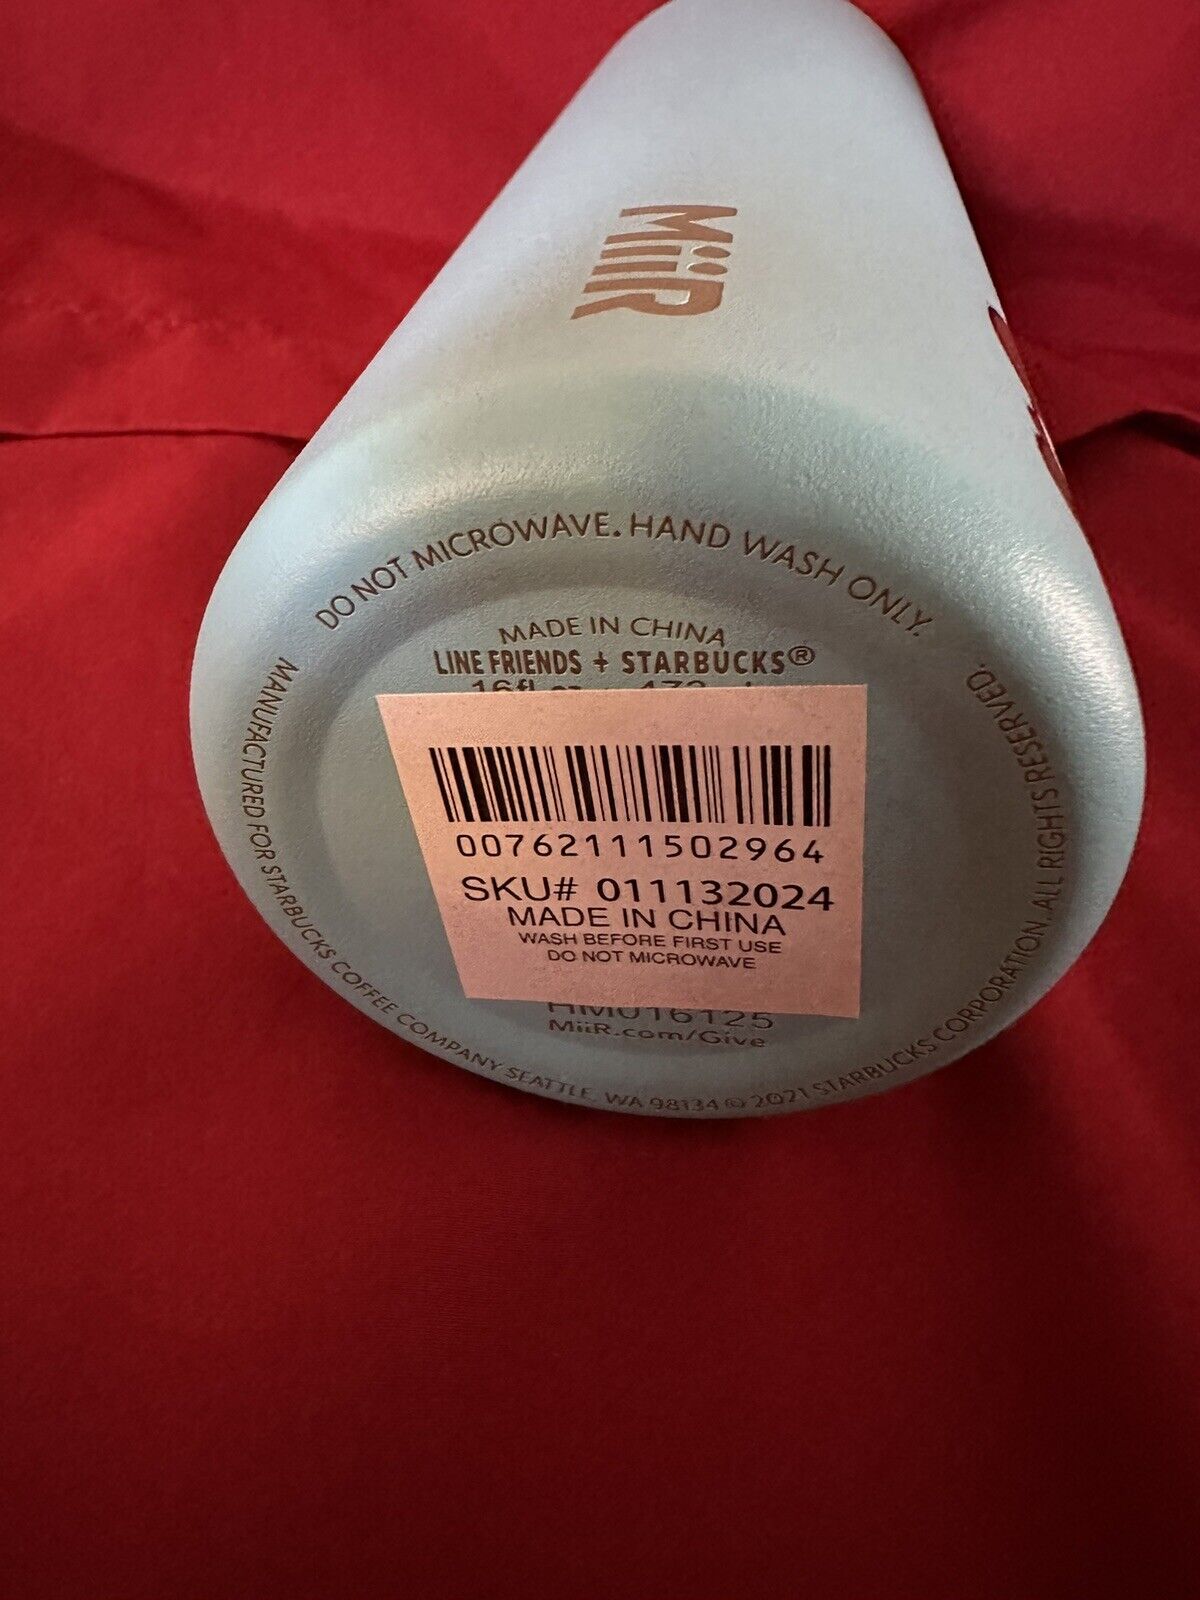 MiiR
DO NOT MICROWAVE. HAND WASH ONLY.
MADE IN CHINA
LINE FRIENDS + STARBUCKS®
16fl
00762111502964
SKU# 011132024
MADE IN CHINA
WASH BEFORE FIRST USE
DO NOT MICROWAVE
HM016125
MiiR.com/Give
MANUFACTURED FOR STARBUCKS COFFEE COMPANY SEATTLE, WA 98134 © 2021 STARBUCKS CORPORATION. ALL RIGHTS RESERVED.